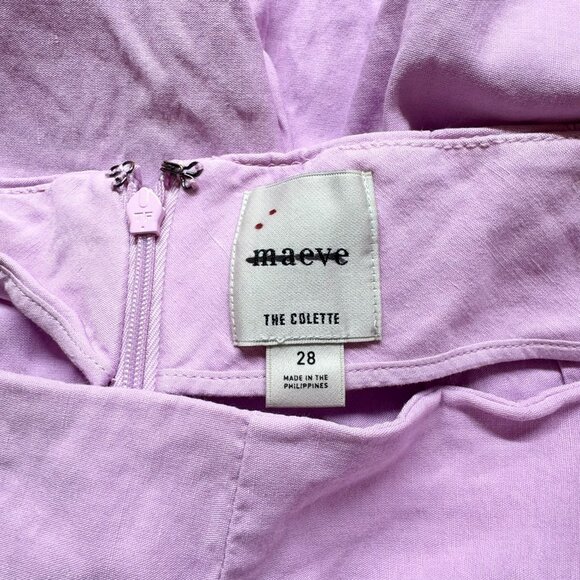 maeve
THE COLETTE
28
MADE IN THE
PHILIPPINES